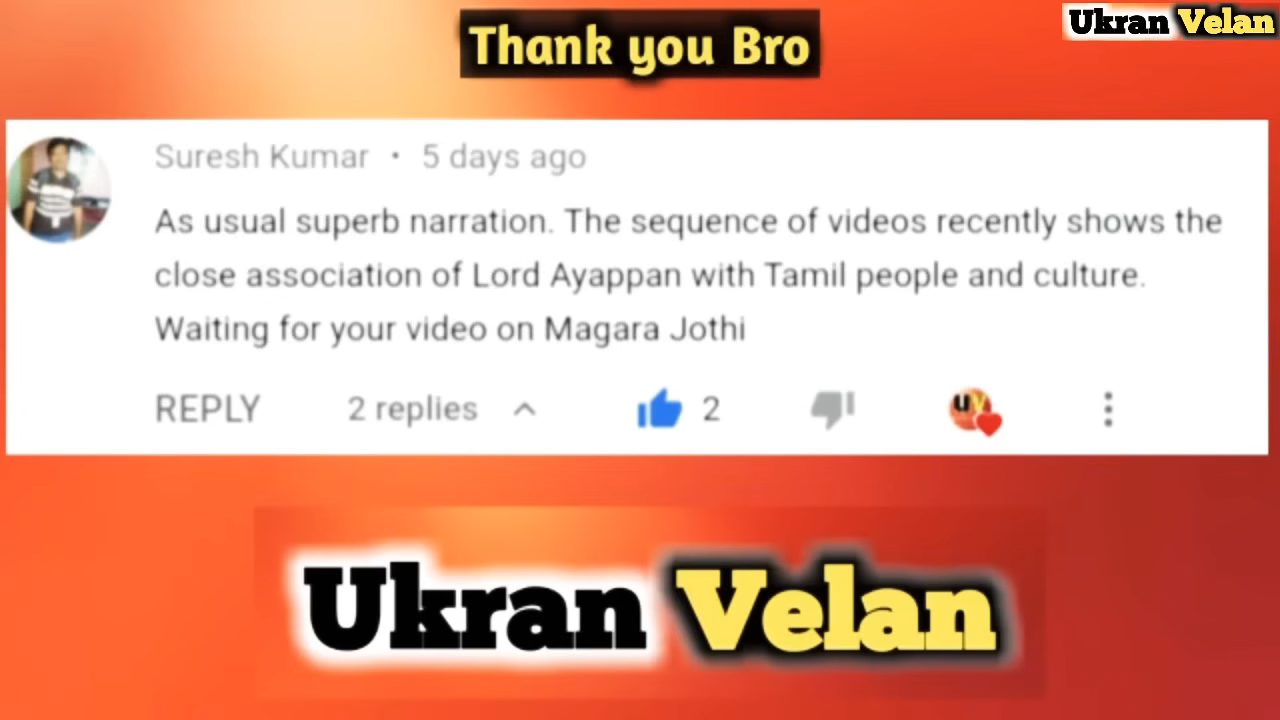 Thank you Bro
Ukran Velan
Suresh Kumar • 5 days ago
As usual superb narration. The sequence of videos recently shows the
close association of Lord Ayappan with Tamil people and culture.
Waiting for your video on Magara Jothi
REPLY 2 replies 2
uv
Ukran Velan